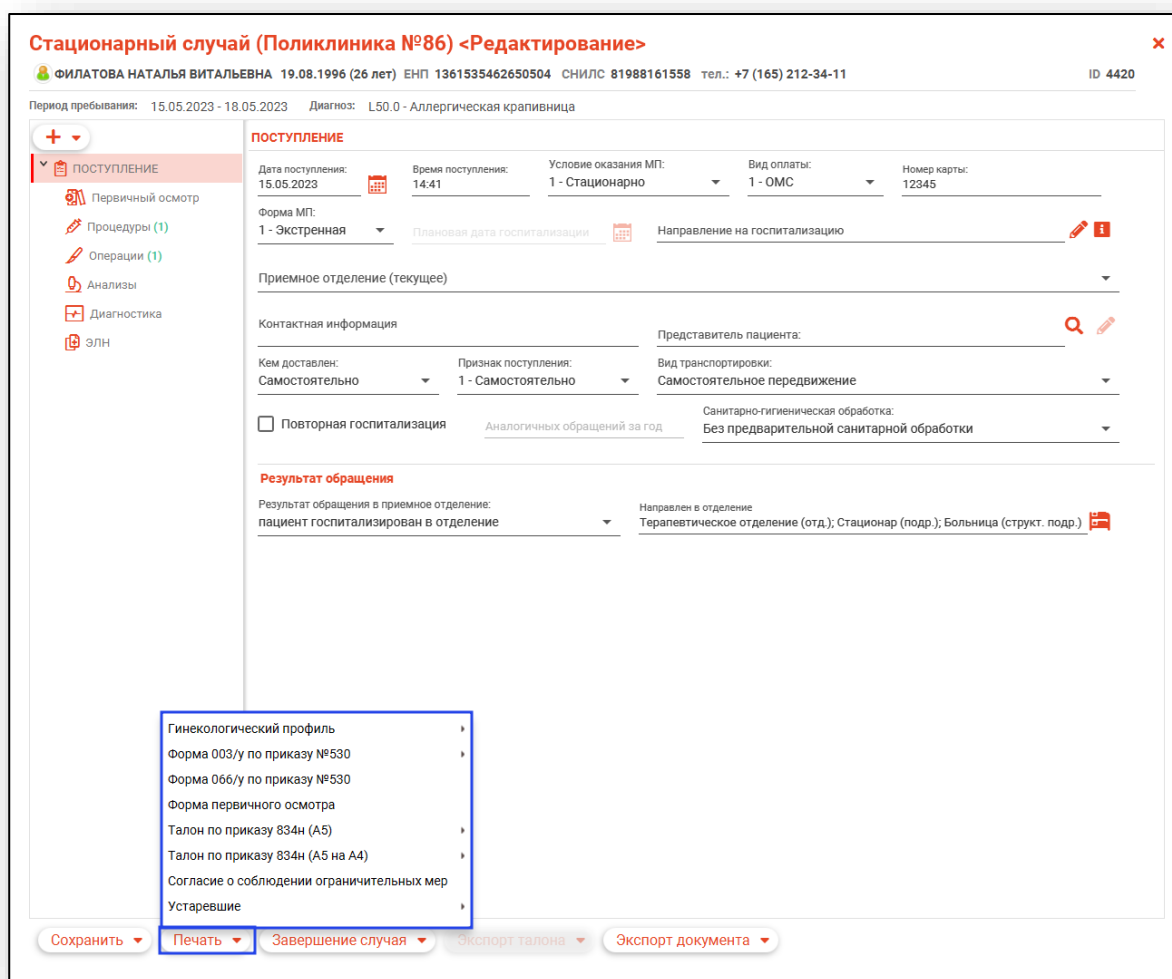 Стационарный случай (Поликлиника №86) <Редактирование>
ФИЛАТОВА НАТАЛЬЯ ВИТАЛЬЕВНА 19.08.1996 (26 лет) ЕНП 1361535462650504 СНИЛС 81988161558 тел.: +7 (165) 212-34-11 ID 4420
Период пребывания: 15.05.2023 - 18.05.2023 Диагноз: L50.0 - Аллергическая крапивница
ПОСТУПЛЕНИЕ
Первичный осмотр
Процедуры (1)
Операции (1)
Анализы
Диагностика
ЭЛН
ПОСТУПЛЕНИЕ
Дата поступления: Время поступления: Условие оказания МП: Вид оплаты: Номер карты:
15.05.2023 14:41 1 - Стационарно 1 - ОМС 12345
Форма МП:
1 - Экстренная Плановая дата госпитализации Направление на госпитализацию
Приемное отделение (текущее)
Контактная информация Представитель пациента:
Кем доставлен: Признак поступления: Вид транспортировки:
Самостоятельно 1 - Самостоятельно Самостоятельное передвижение
Санитарно-гигиеническая обработка:
Повторная госпитализация Аналогичных обращений за год Без предварительной санитарной обработки
Результат обращения
Результат обращения в приемное отделение: Направлен в отделение
пациент госпитализирован в отделение Терапевтическое отделение (отд.); Стационар (подр.); Больница (структ. подр.)
Гинекологический профиль
Форма 003/у по приказу №530
Форма 066/у по приказу №530
Форма первичного осмотра
Талон по приказу 834н (А5)
Талон по приказу 834н (А5 на А4)
Согласие о соблюдении ограничительных мер
Устаревшие
Сохранить Печать Завершение случая Экспорт талона Экспорт документа